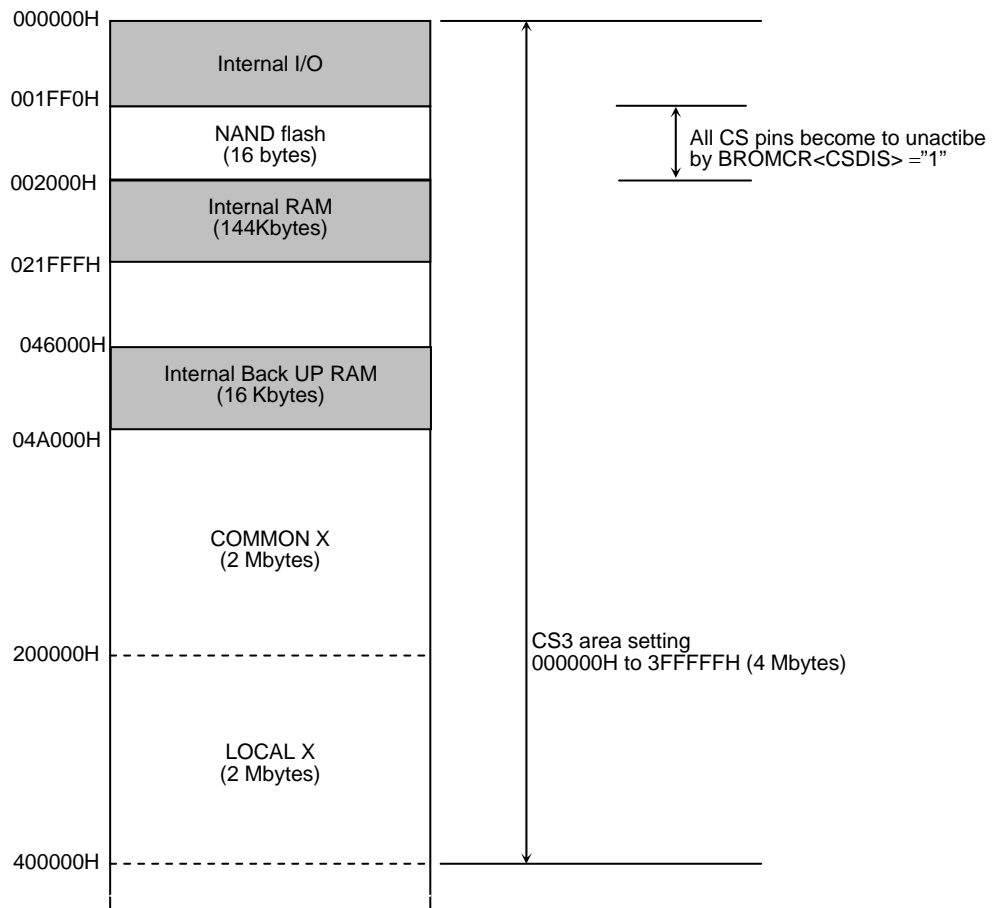 000000H
Internal I/O
001FF0H
NAND flash
(16 bytes)
All CS pins become to unactibe
by BROMCR<CSDIS> =”1”
002000H
Internal RAM
(144Kbytes)
021FFFH
046000H
Internal Back UP RAM
(16 Kbytes)
04A000H
COMMON X
(2 Mbytes)
200000H
CS3 area setting
000000H to 3FFFFFH (4 Mbytes)
LOCAL X
(2 Mbytes)
400000H